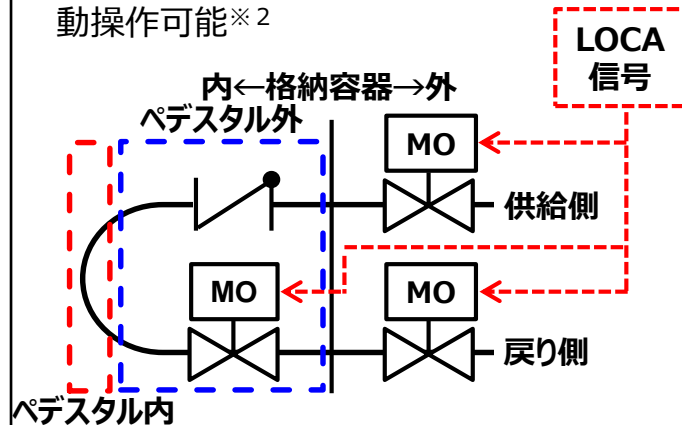 動操作可能※2
LOCA
信号
内←格納容器→外
ペデスタル外
MO
供給側
MO
MO
戻り側
ペデスタル内